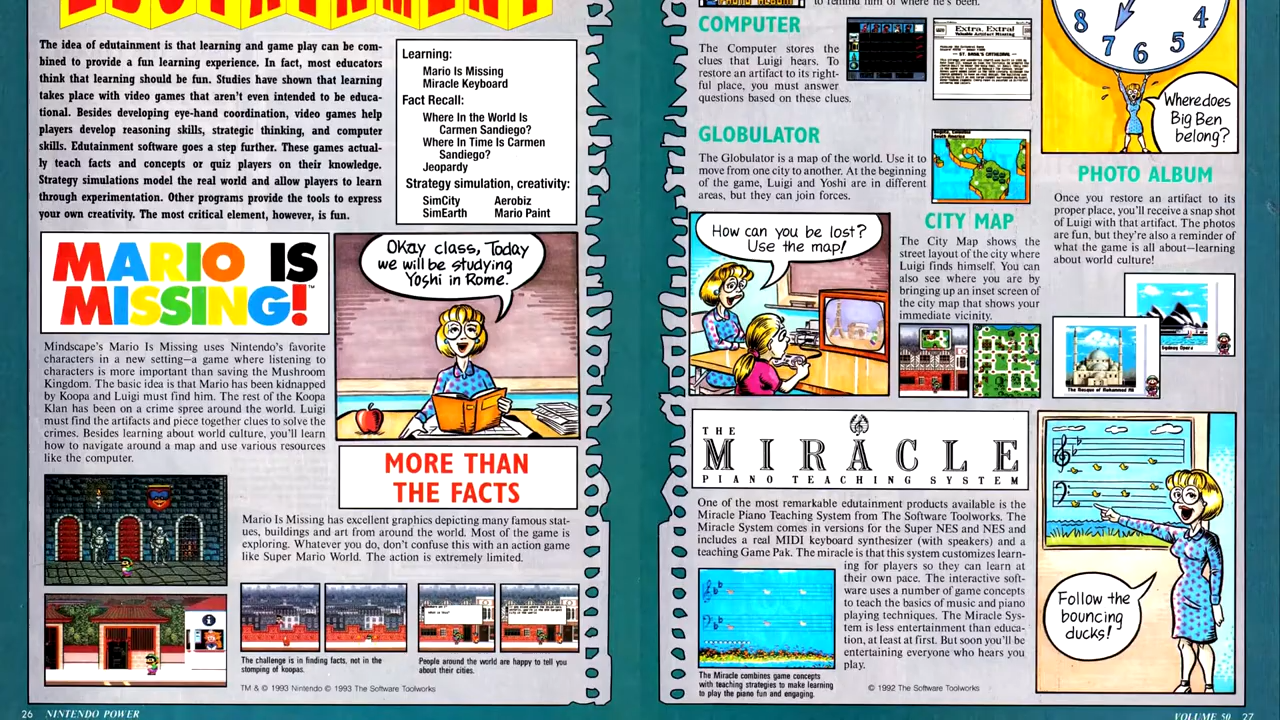 The idea of edutainment is that learning and game play can be com-
bined to provide a fun learning experience. To start, most educators
think that learning should be fun. Studies have shown that learning
takes place with video games that aren't even intended to be educa-
tional. Besides developing eye-hand coordination, video games help
players develop reasoning skills, strategic thinking, and computer
skills. Edutainment software goes a step further. These games actual-
ly teach facts and concepts or quiz players on their knowledge.
Strategy simulations model the real world and allow players to learn
through experimentation. Other programs provide the tools to express
your own creativity. The most critical element, however, is fun.
Learning:
Mario Is Missing
Miracle Keyboard
Fact Recall:
Where In the World Is
Carmen Sandiego?
Where In Time Is Carmen
Sandiego?
Jeopardy
Strategy simulation, creativity:
SimCity Aerobiz
SimEarth Mario Paint
MARIO IS
MISSING!
Okay class, Today
we will be studying
Yoshi in Rome.
Mindscape's Mario Is Missing uses Nintendo's favorite
characters in a new setting—a game where listening to
characters is more important than saving the Mushroom
Kingdom. The basic idea is that Mario has been kidnapped
by Koopa and Luigi must find him. The rest of the Koopa
Klan has been on a crime spree around the world. Luigi
must find the artifacts and piece together clues to solve the
crimes. Besides learning about world culture, you'll learn
how to navigate around a map and use various resources
like the computer.
MORE THAN
THE FACTS
Mario Is Missing has excellent graphics depicting many famous stat-
ues, buildings and art from around the world. Most of the game is
exploring. Whatever you do, don't confuse this with an action game
like Super Mario World. The action is extremely limited.
The challenge is in finding facts, not in the
stomping of koopas.
People around the world are happy to tell you
about their cities.
TM & © 1993 Nintendo © 1993 The Software Toolworks
26 NINTENDO POWER
to remind him of where he's been.
COMPUTER
The Computer stores the
clues that Luigi hears. To
restore an artifact to its right-
ful place, you must answer
questions based on these clues.
Extra, Extra!
Valuable Artifact Missing
ST. BASIL'S CATHEDRAL
GLOBULATOR
The Globulator is a map of the world. Use it to
move from one city to another. At the beginning
of the game, Luigi and Yoshi are in different
areas, but they can join forces.
How can you be lost?
Use the map!
CITY MAP
The City Map shows the
street layout of the city where
Luigi finds himself. You can
also see where you are by
bringing up an inset screen of
the city map that shows your
immediate vicinity.
8 7 6 5 4
Where does
Big Ben
belong?
PHOTO ALBUM
Once you restore an artifact to its
proper place, you'll receive a snap shot
of Luigi with that artifact. The photos
are fun, but they're also a reminder of
what the game is all about—learning
about world culture!
Sydney Opera
The Mosque of Mohammed Ali
THE
MIRACLE
PIANO TEACHING SYSTEM
One of the most remarkable edutainment products available is the
Miracle Piano Teaching System from The Software Toolworks. The
Miracle System comes in versions for the Super NES and NES and
includes a real MIDI keyboard synthesizer (with speakers) and a
teaching Game Pak. The miracle is that this system customizes learn-
ing for players so they can learn at
their own pace. The interactive soft-
ware uses a number of game concepts
to teach the basics of music and piano
playing techniques. The Miracle Sys-
tem is less entertainment than educa-
tion, at least at first. But soon you'll be
entertaining everyone who hears you
play.
The Miracle combines game concepts
with teaching strategies to make learning
to play the piano fun and engaging.
© 1992 The Software Toolworks
Follow the
bouncing
ducks!
VOLUME 50 27